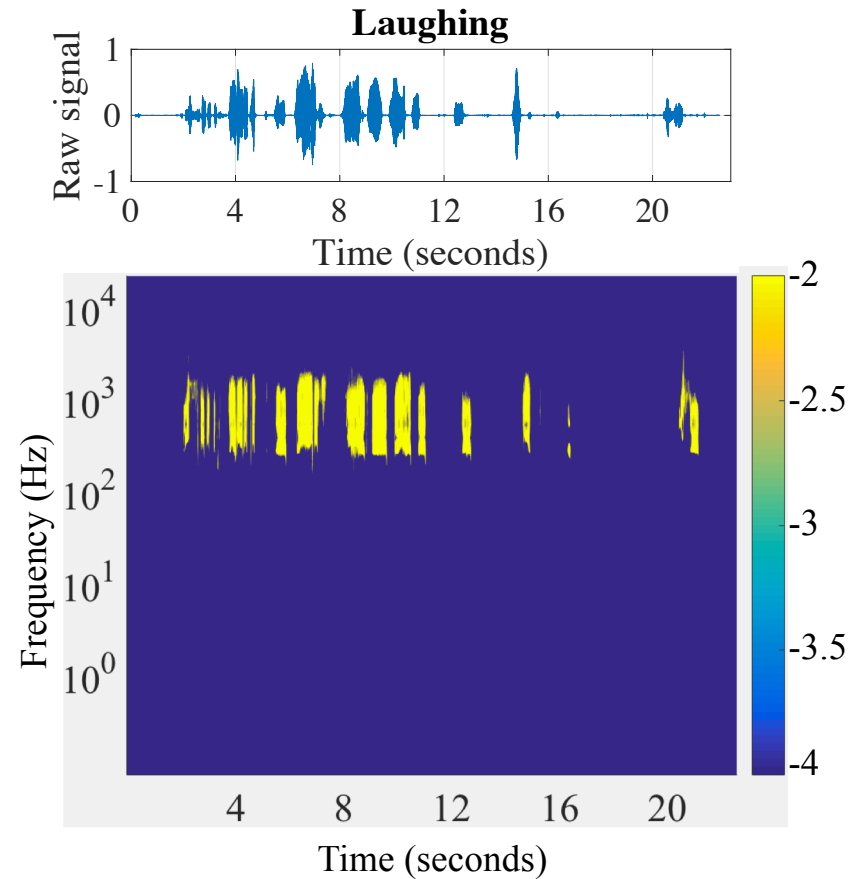 Laughing
Raw signal
1
0
-1
0 4 8 12 16 20
Time (seconds)
Frequency (Hz)
10^4
10^3
10^2
10^1
10^0
-2
-2.5
-3
-3.5
-4
4 8 12 16 20
Time (seconds)